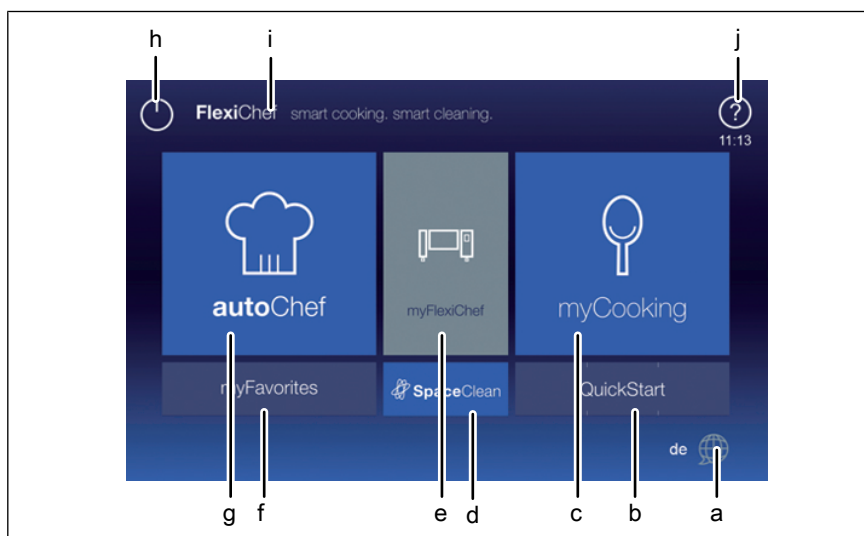 h i j
FlexiChef smart cooking. smart cleaning.
?
11:13
autoChef
myFlexiChef
myCooking
myFavorites
SpaceClean
QuickStart
de
g f e d c b a